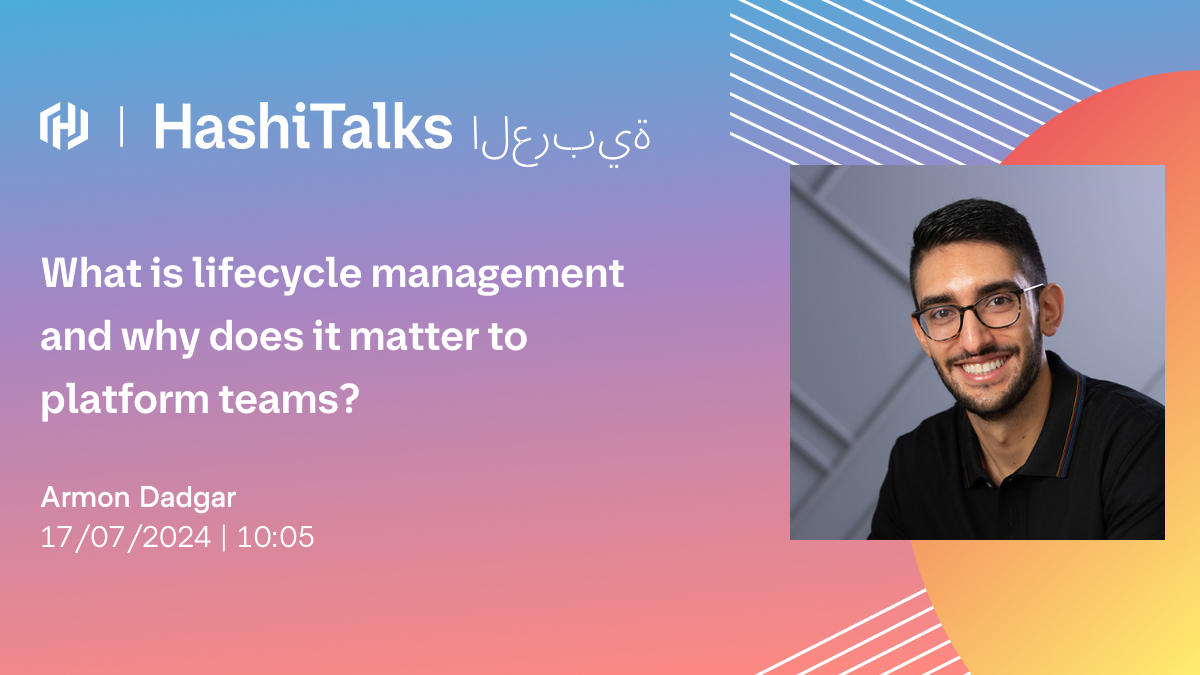 HashiTalks العربية
What is lifecycle management
and why does it matter to
platform teams?
Armon Dadgar
17/07/2024 | 10:05